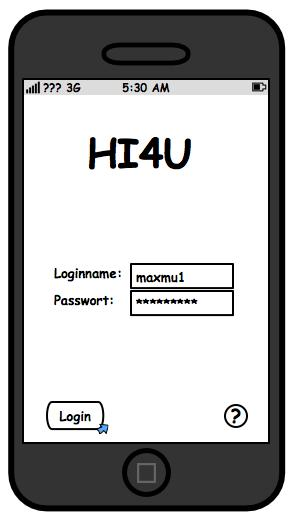 ??? 3G 5:30 AM
HI4U
Loginname: maxmu1
Passwort: *********
Login ?